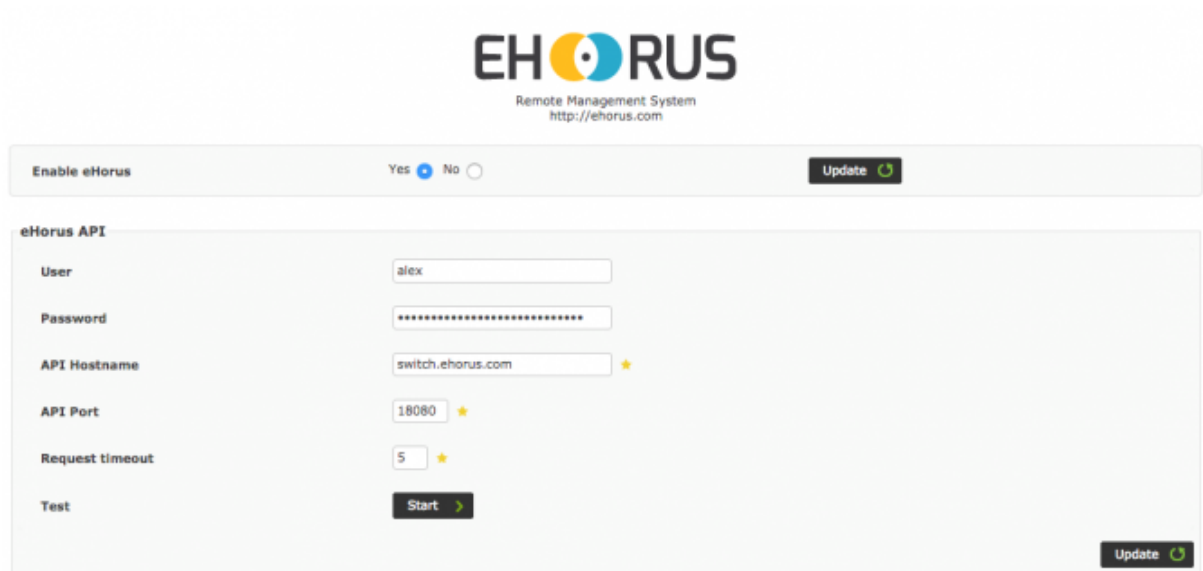 EHORUS
Remote Management System
http://ehorus.com
Enable eHorus Yes No Update
eHorus API
User alex
Password ••••••••••••••••••••••••••••
API Hostname switch.ehorus.com
API Port 18080
Request timeout 5
Test Start
Update